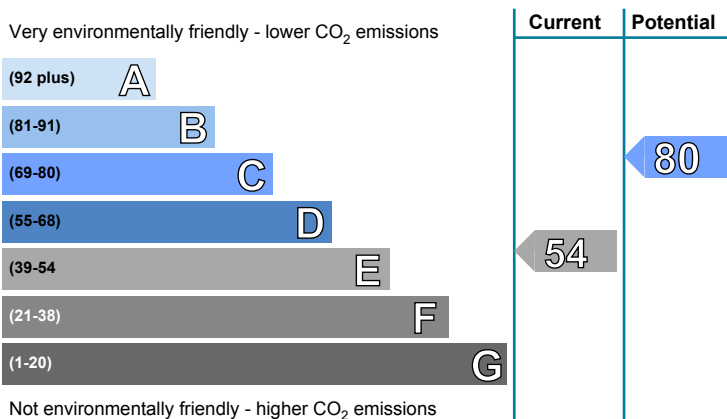 Current Potential
Very environmentally friendly - lower CO2 emissions
(92 plus) A
(81-91) B
(69-80) C
80
(55-68) D
(39-54 E
54
(21-38) F
(1-20) G
Not environmentally friendly - higher CO2 emissions